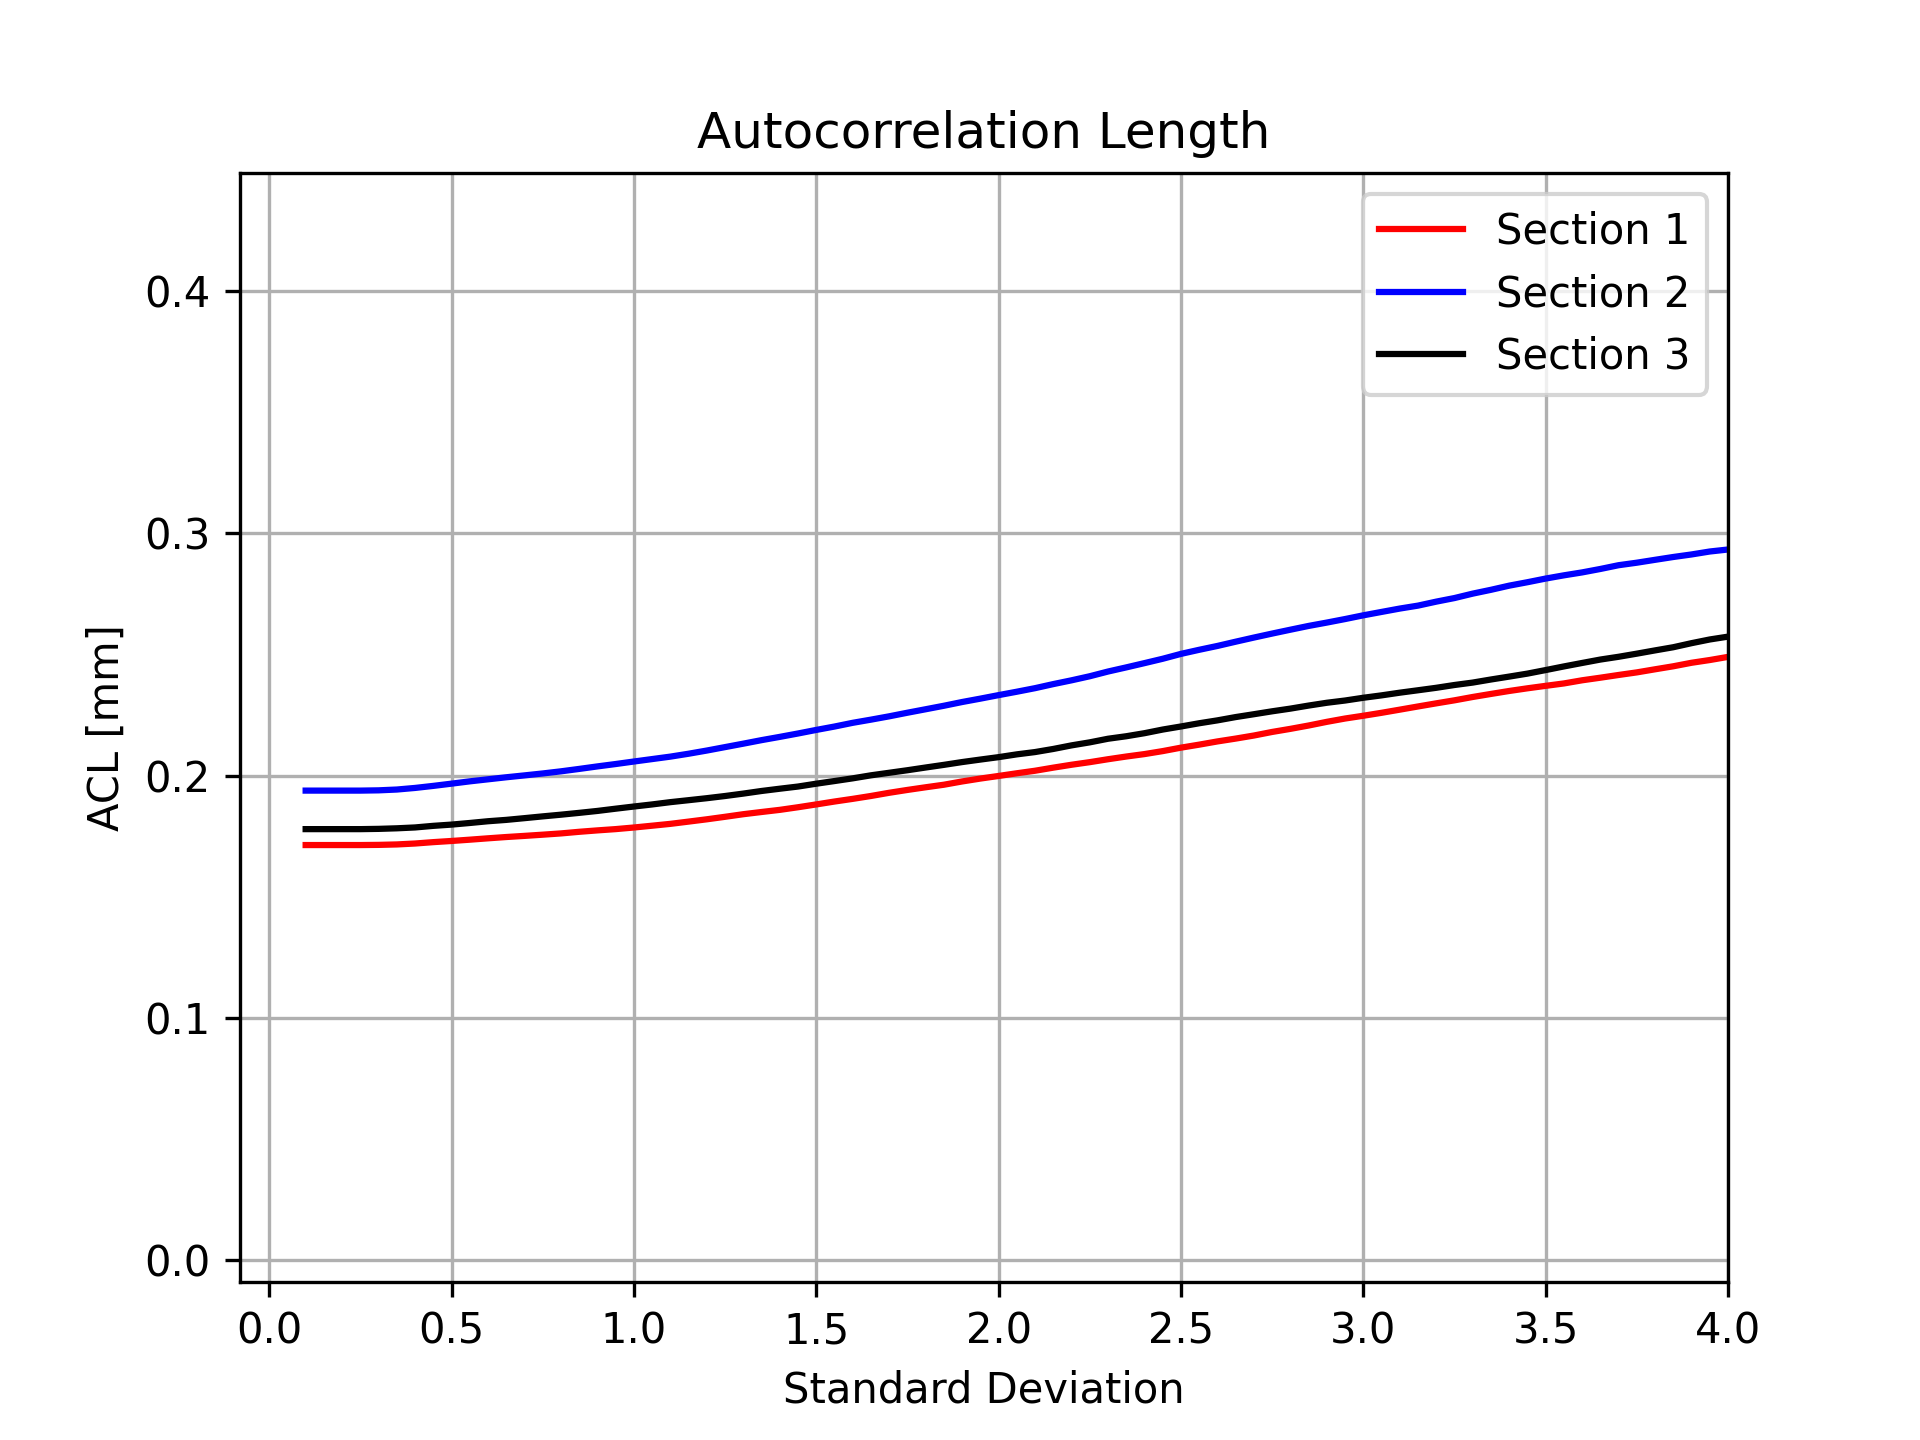 Autocorrelation Length
Section 1
Section 2
Section 3
ACL [mm]
0.4
0.3
0.2
0.1
0.0
0.0 0.5 1.0 1.5 2.0 2.5 3.0 3.5 4.0
Standard Deviation